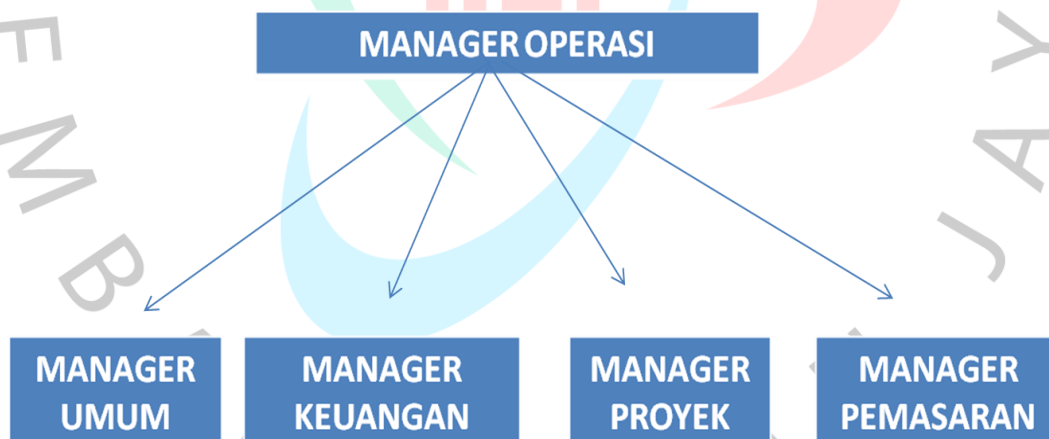 MANAGER OPERASI
MANAGER
UMUM
MANAGER
KEUANGAN
MANAGER
PROYEK
MANAGER
PEMASARAN